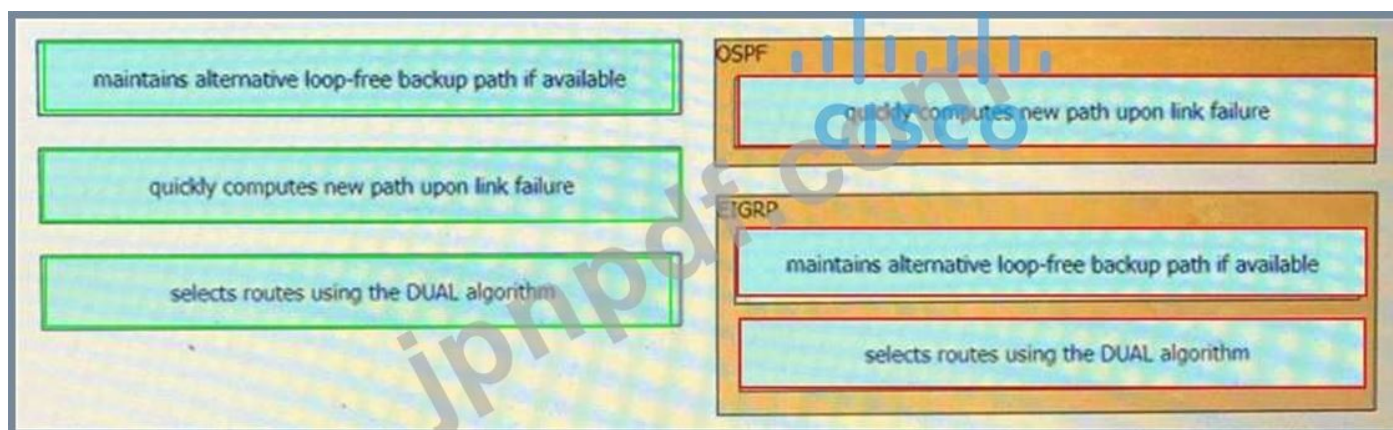 maintains alternative loop-free backup path if available
quickly computes new path upon link failure
selects routes using the DUAL algorithm
OSPF
quickly computes new path upon link failure
EIGRP
maintains alternative loop-free backup path if available
selects routes using the DUAL algorithm
CISCO
jpnpdf.com